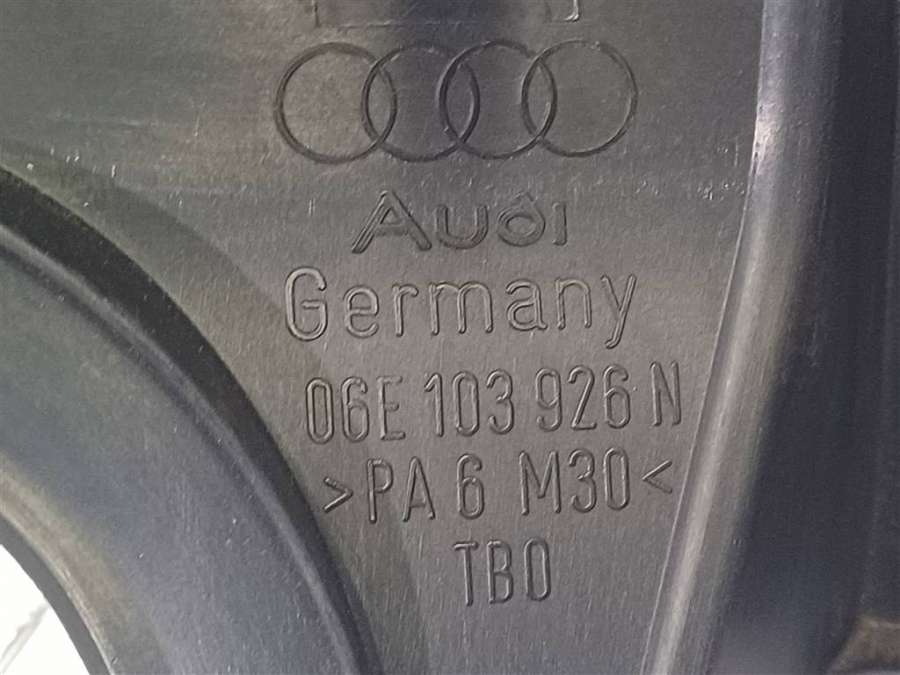 Audi
Germany
06E 103 926 N
>PA 6 M30<
TBO